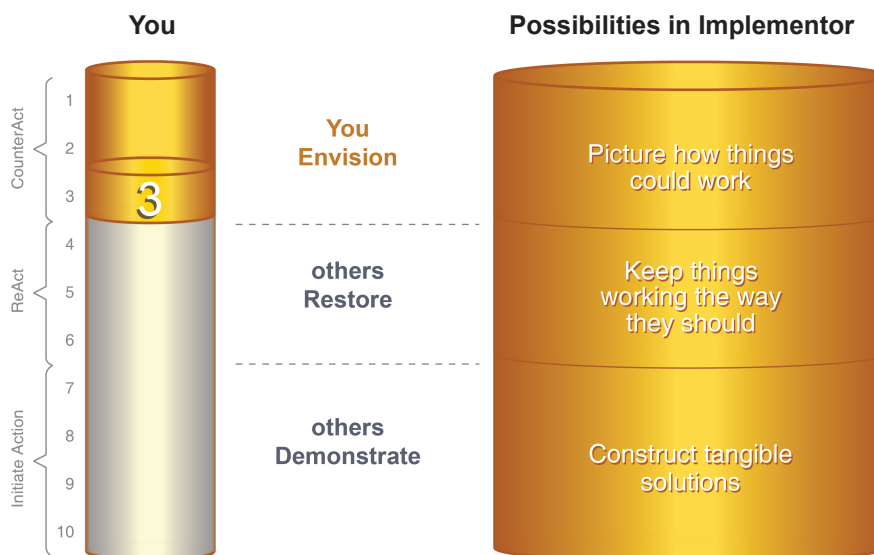 You
Possibilities in Implementor
CounterAct
1
2
3
3
You
Envision
Picture how things
could work
ReAct
4
5
6
others
Restore
Keep things
working the way
they should
Initiate Action
7
8
9
10
others
Demonstrate
Construct tangible
solutions